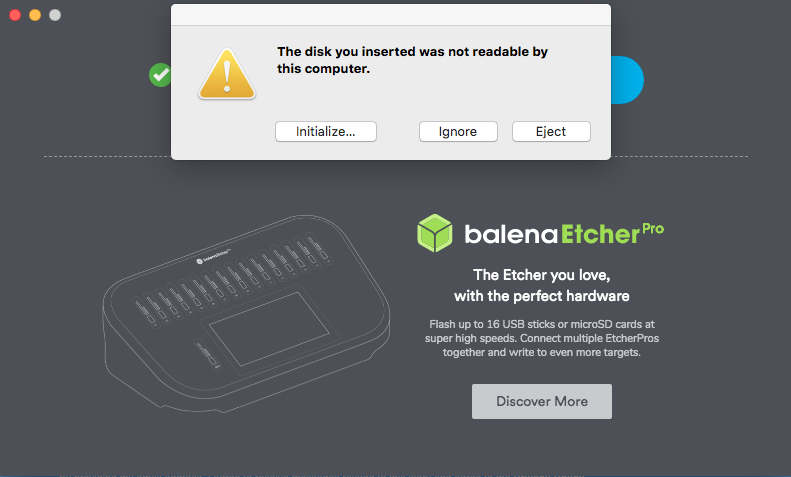 The disk you inserted was not readable by
this computer.
Initialize...
Ignore
Eject
balenaEtcher Pro
The Etcher you love,
with the perfect hardware
Flash up to 16 USB sticks or microSD cards at
super high speeds. Connect multiple EtcherPros
together and write to even more targets.
Discover More